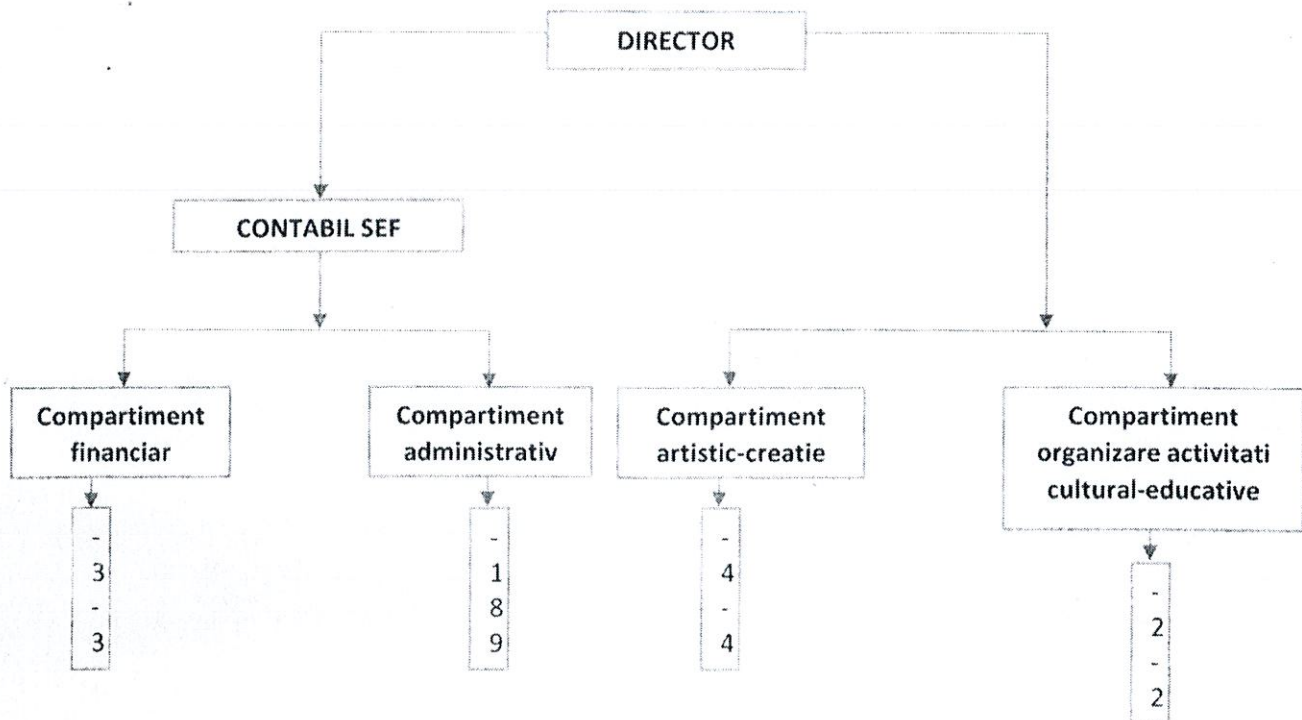 DIRECTOR
CONTABIL SEF
Compartiment
financiar
-
3
-
3
Compartiment
administrativ
-
1
8
9
Compartiment
artistic-creatie
-
4
-
4
Compartiment
organizare activitati
cultural-educative
-
2
-
2